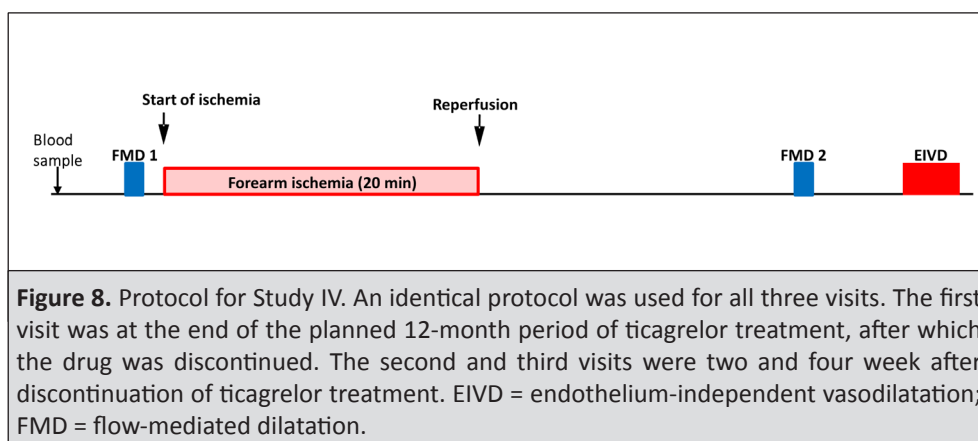 Start of ischemia
Reperfusion
Blood
sample
FMD 1
FMD 2
EIVD
Forearm ischemia (20 min)
Figure 8. Protocol for Study IV. An identical protocol was used for all three visits. The first
visit was at the end of the planned 12-month period of ticagrelor treatment, after which
the drug was discontinued. The second and third visits were two and four week after
discontinuation of ticagrelor treatment. EIVD = endothelium-independent vasodilatation;
FMD = flow-mediated dilatation.